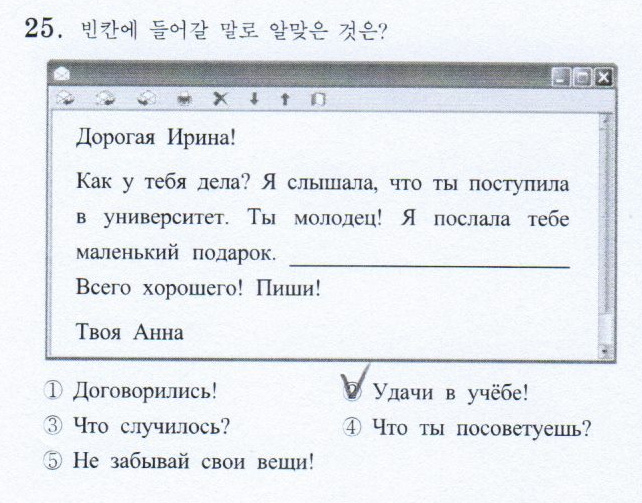 25. 빈칸에 들어갈 말로 알맞은 것은?
Дорогая Ирина!
Как у тебя дела? Я слышала, что ты поступила
в университет. Ты молодец! Я послала тебе
маленький подарок. ____________________
Всего хорошего! Пиши!
Твоя Анна
① Договорились! ② Удачи в учёбе!
③ Что случилось? ④ Что ты посоветуешь?
⑤ Не забывай свои вещи!